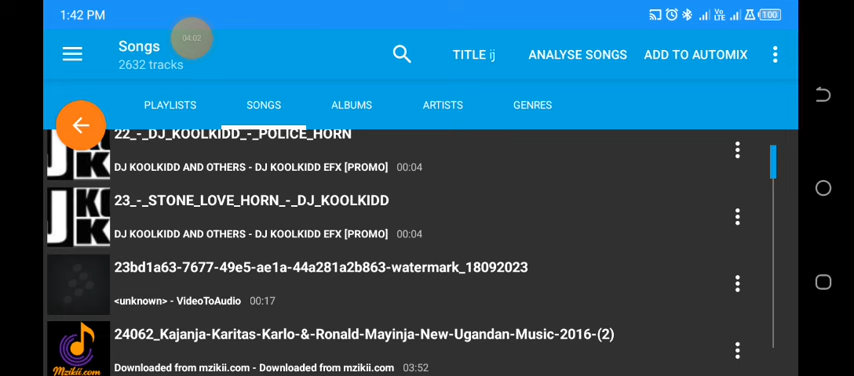 1:42 PM
Vo LTE
100
04:02
Songs
2632 tracks
TITLE
ANALYSE SONGS
ADD TO AUTOMIX
PLAYLISTS
SONGS
ALBUMS
ARTISTS
GENRES
22_-_DJ_KOOLKIDD_-_POLICE_HORN
DJ KOOLKIDD AND OTHERS - DJ KOOLKIDD EFX [PROMO] 00:04
23_-_STONE_LOVE_HORN_-_DJ_KOOLKIDD
DJ KOOLKIDD AND OTHERS - DJ KOOLKIDD EFX [PROMO] 00:04
23bd1a63-7677-49e5-ae1a-44a281a2b863-watermark_18092023
<unknown> - VideoToAudio 00:17
24062_Kajanja-Karitas-Karlo-&-Ronald-Mayinja-New-Ugandan-Music-2016-(2)
Mzikii.com
Downloaded from mzikii.com - Downloaded from mzikii.com 03:52